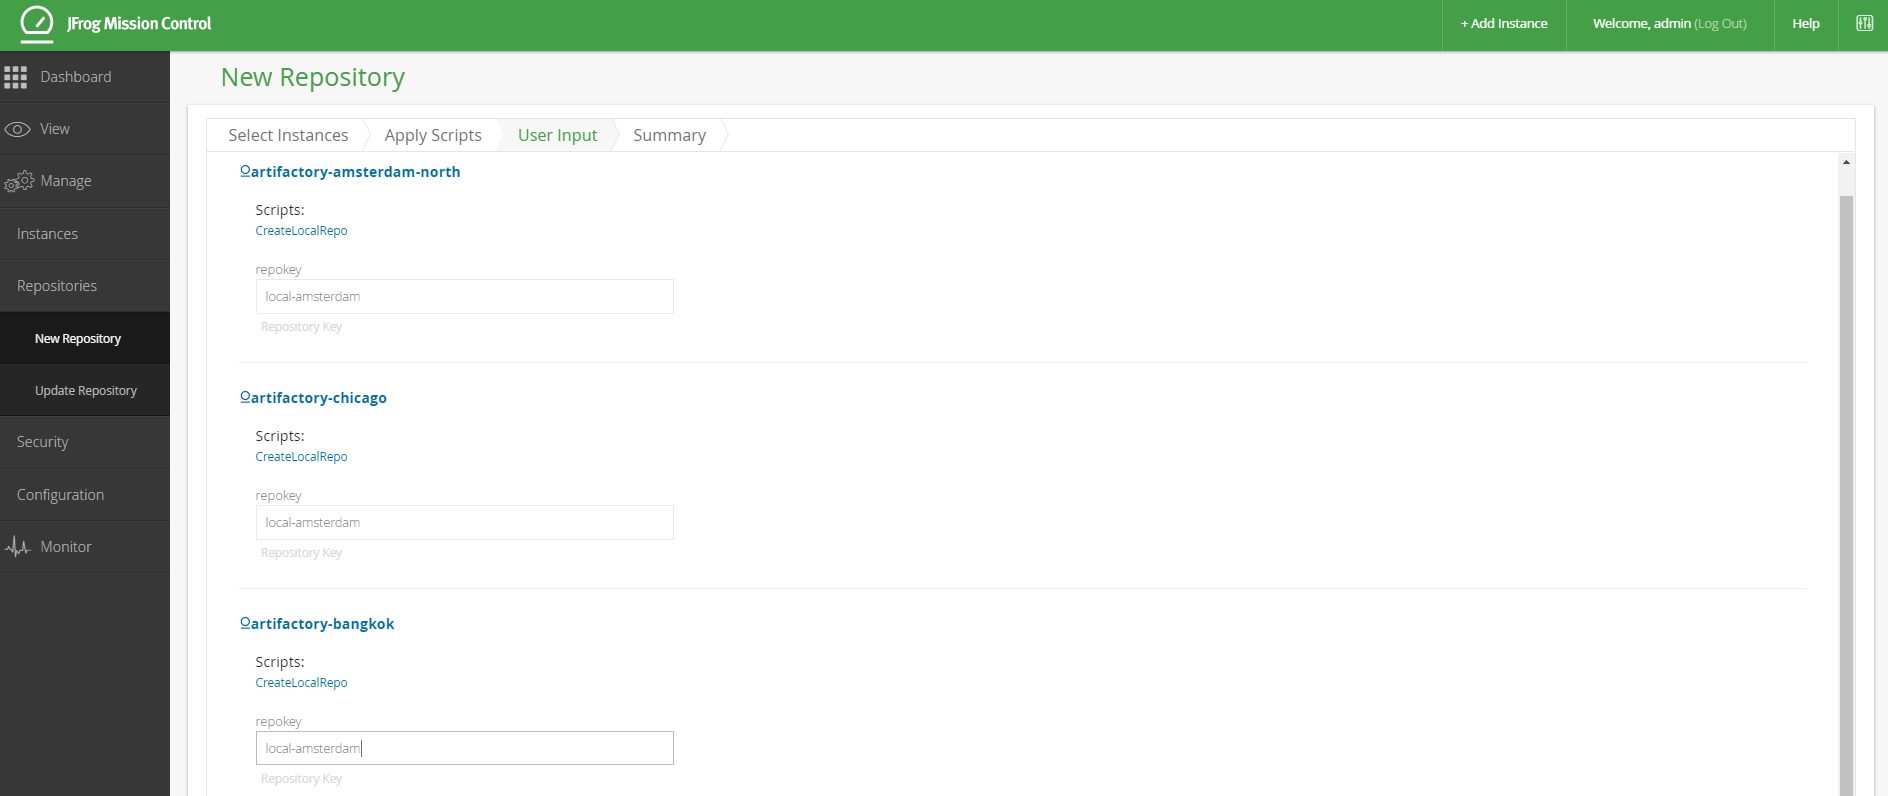 JFrog Mission Control
+ Add Instance
Welcome, admin (Log Out)
Help
Dashboard
View
Manage
Instances
Repositories
New Repository
Update Repository
Security
Configuration
Monitor
New Repository
Select Instances
Apply Scripts
User Input
Summary
artifactory-amsterdam-north
Scripts:
CreateLocalRepo
repokey
local-amsterdam
Repository Key
artifactory-chicago
Scripts:
CreateLocalRepo
repokey
local-amsterdam
Repository Key
artifactory-bangkok
Scripts:
CreateLocalRepo
repokey
local-amsterdam
Repository Key